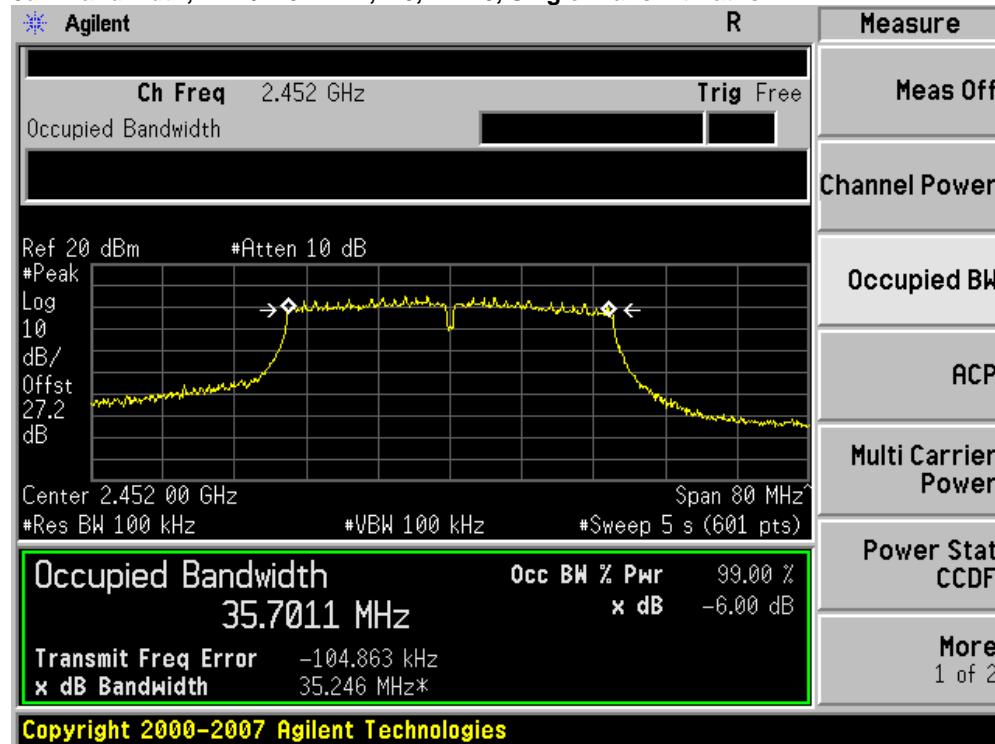 Agilent R Measure
Ch Freq 2.452 GHz Trig Free
Meas Off
Occupied Bandwidth
Channel Power
Ref 20 dBm #Atten 10 dB
#Peak
Log
10
dB/
Offst
27.2
dB
Occupied BW
ACP
Multi Carrier
Power
Center 2.452 00 GHz Span 80 MHz^
#Res BW 100 kHz #VBW 100 kHz #Sweep 5 s (601 pts)
Power Stat
CCDF
Occupied Bandwidth Occ BW % Pwr 99.00 %
35.7011 MHz x dB -6.00 dB
Transmit Freq Error -104.863 kHz
x dB Bandwidth 35.246 MHz*
More
1 of 2
Copyright 2000-2007 Agilent Technologies